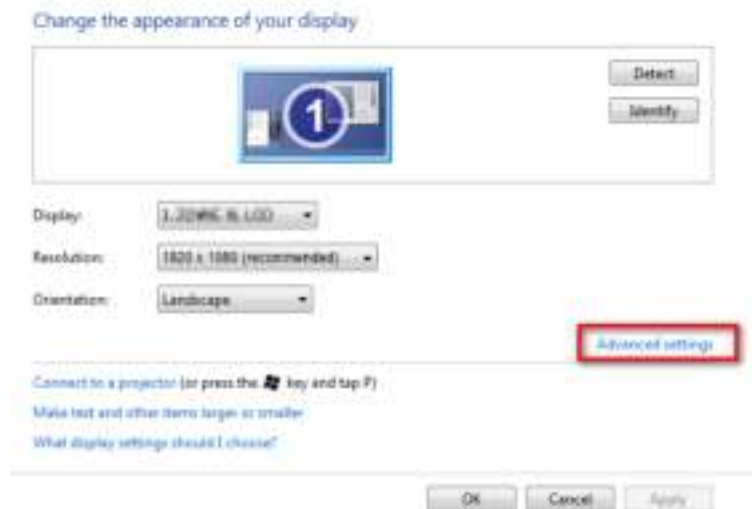 Change the appearance of your display
Detect
1
Identify
Display:
Resolution: 1920 x 1080 (recommended)
Orientation: Landscape
Advanced settings
Connect to a projector (or press the key and tap P)
Make text and other items larger or smaller
What display settings should I choose?
OK Cancel Apply